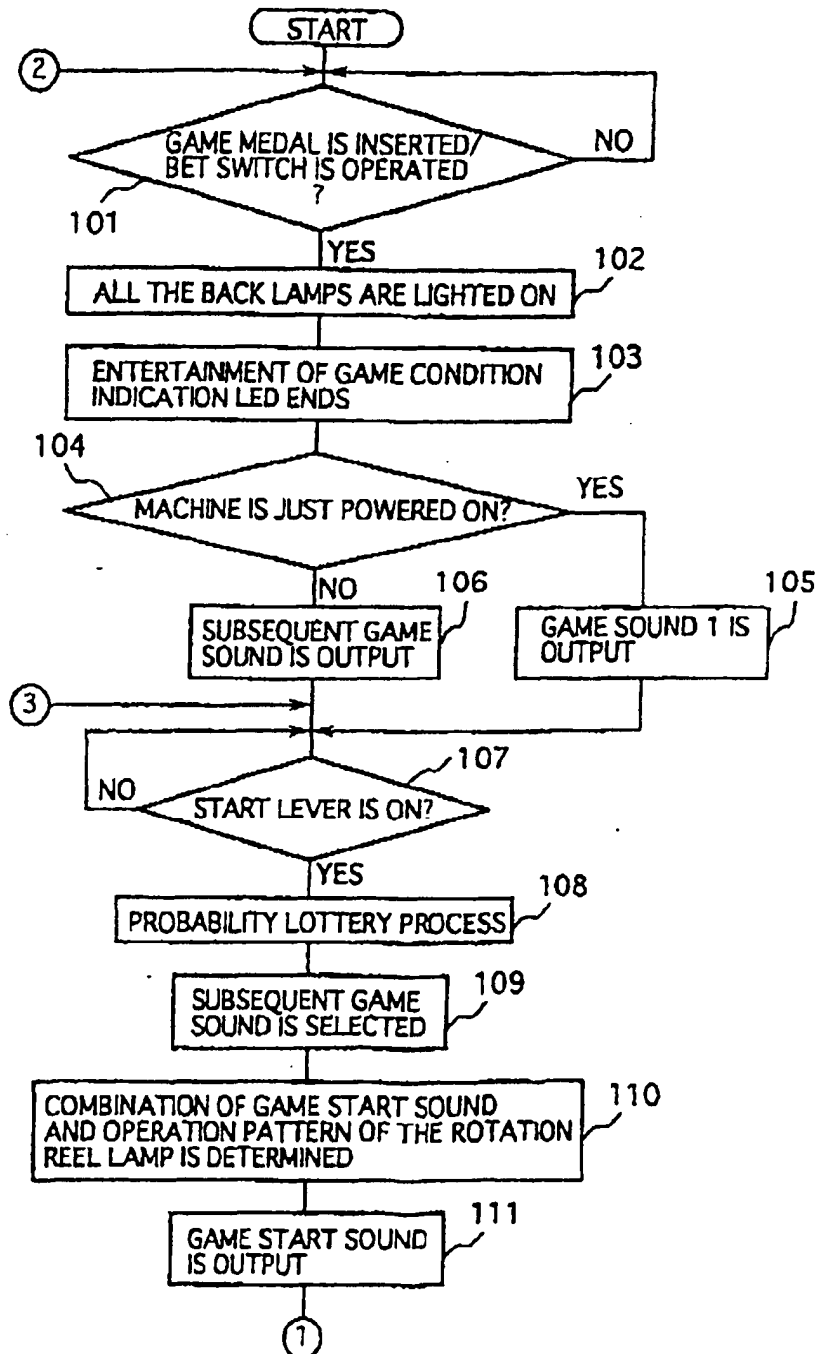 START
2
GAME MEDAL IS INSERTED/
BET SWITCH IS OPERATED
?
NO
101
YES
102
ALL THE BACK LAMPS ARE LIGHTED ON
103
ENTERTAINMENT OF GAME CONDITION
INDICATION LED ENDS
104
MACHINE IS JUST POWERED ON?
YES
NO
106
105
SUBSEQUENT GAME
SOUND IS OUTPUT
GAME SOUND 1 IS
OUTPUT
3
107
NO
START LEVER IS ON?
YES
108
PROBABILITY LOTTERY PROCESS
109
SUBSEQUENT GAME
SOUND IS SELECTED
110
COMBINATION OF GAME START SOUND
AND OPERATION PATTERN OF THE ROTATION
REEL LAMP IS DETERMINED
111
GAME START SOUND
IS OUTPUT
1